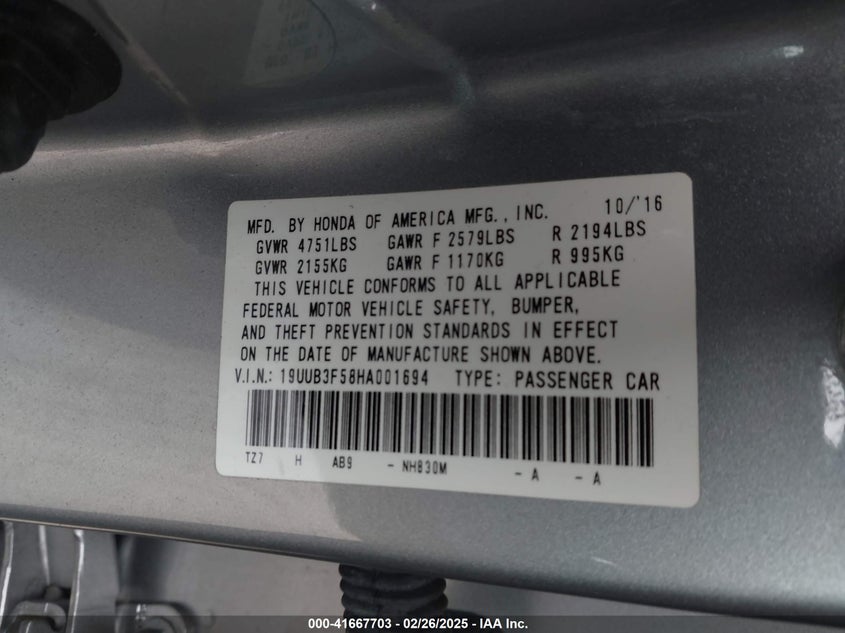 MFD. BY HONDA OF AMERICA MFG., INC. 10/'16
GVWR 4751LBS GAWR F 2579LBS R 2194LBS
GVWR 2155KG GAWR F 1170KG R 995KG
THIS VEHICLE CONFORMS TO ALL APPLICABLE
FEDERAL MOTOR VEHICLE SAFETY, BUMPER,
AND THEFT PREVENTION STANDARDS IN EFFECT
ON THE DATE OF MANUFACTURE SHOWN ABOVE.
V.I.N.: 19UUB3F58HA001694 TYPE: PASSENGER CAR
TZ7 H AB9 - NH830M - A - A
000-41667703 - 02/26/2025 - IAA Inc.